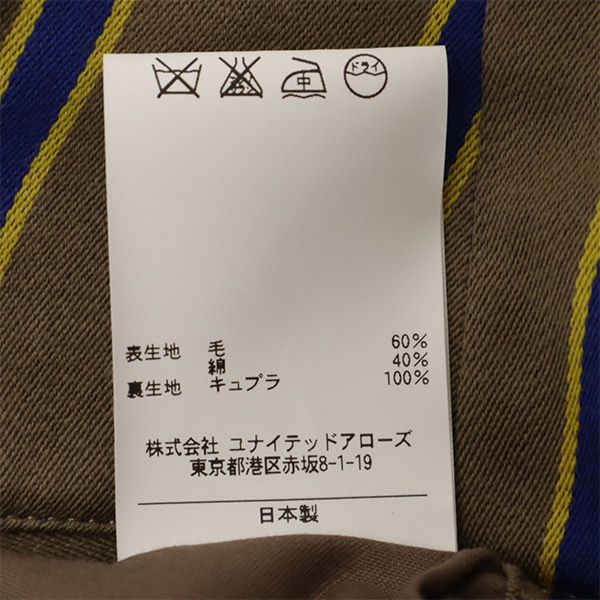 中 ドライ
表生地 毛 60%
綿 40%
裏生地 キュプラ 100%
株式会社 ユナイテッドアローズ
東京都港区赤坂8-1-19
日本製